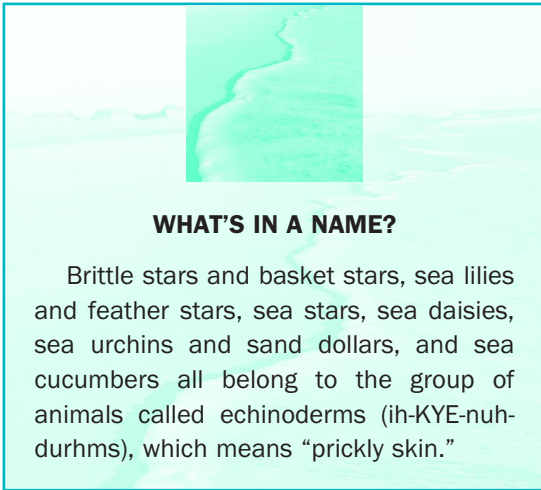 WHAT’S IN A NAME?
Brittle stars and basket stars, sea lilies
and feather stars, sea stars, sea daisies,
sea urchins and sand dollars, and sea
cucumbers all belong to the group of
animals called echinoderms (ih-KYE-nuh-
durhms), which means “prickly skin.”